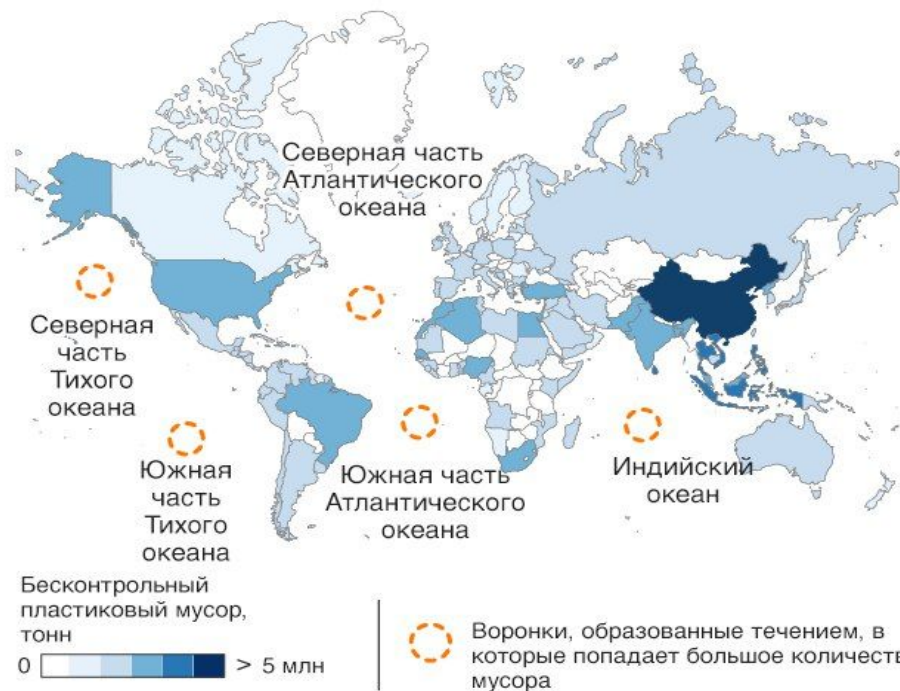 Северная часть
Атлантического
океана
Северная
часть
Тихого
океана
Южная
часть
Тихого
океана
Южная часть
Атлантического
океана
Индийский
океан
Бесконтрольный
пластиковый мусор,
тонн
0
> 5 млн
Воронки, образованные течением, в
которые попадает большое количеств
мусора